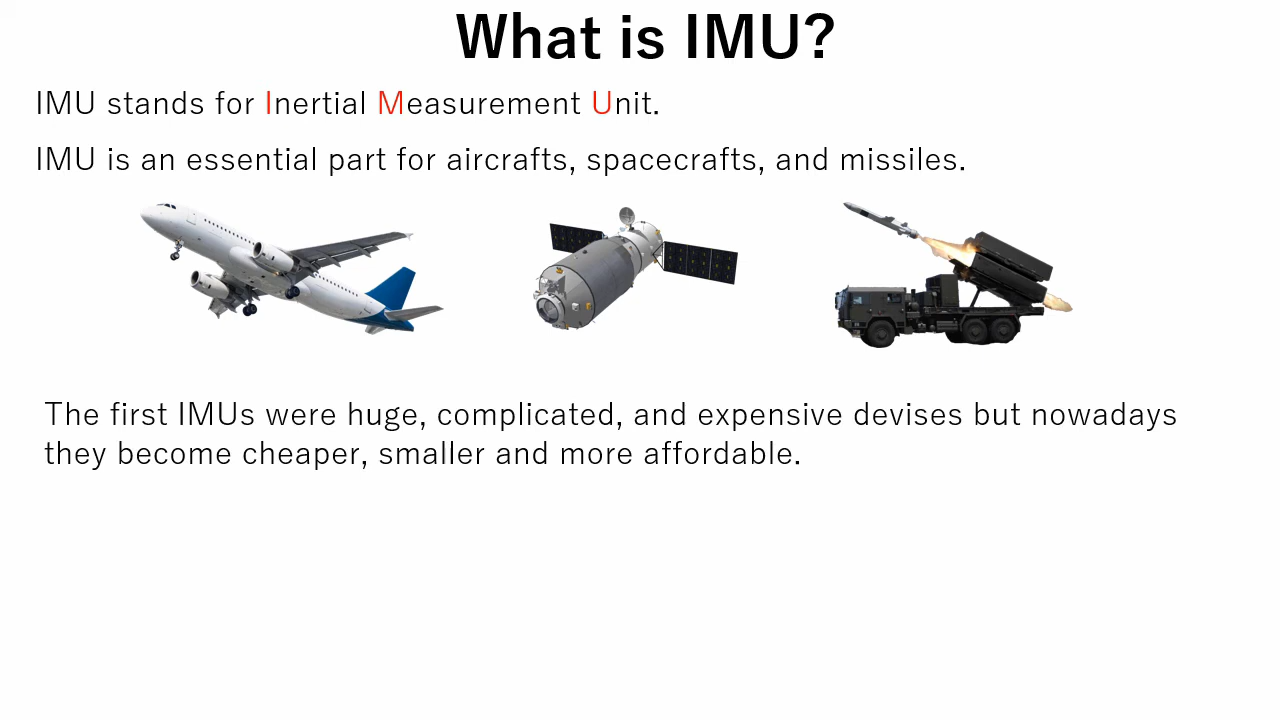 What is IMU?
IMU stands for Inertial Measurement Unit.
IMU is an essential part for aircrafts, spacecrafts, and missiles.
The first IMUs were huge, complicated, and expensive devises but nowadays
they become cheaper, smaller and more affordable.